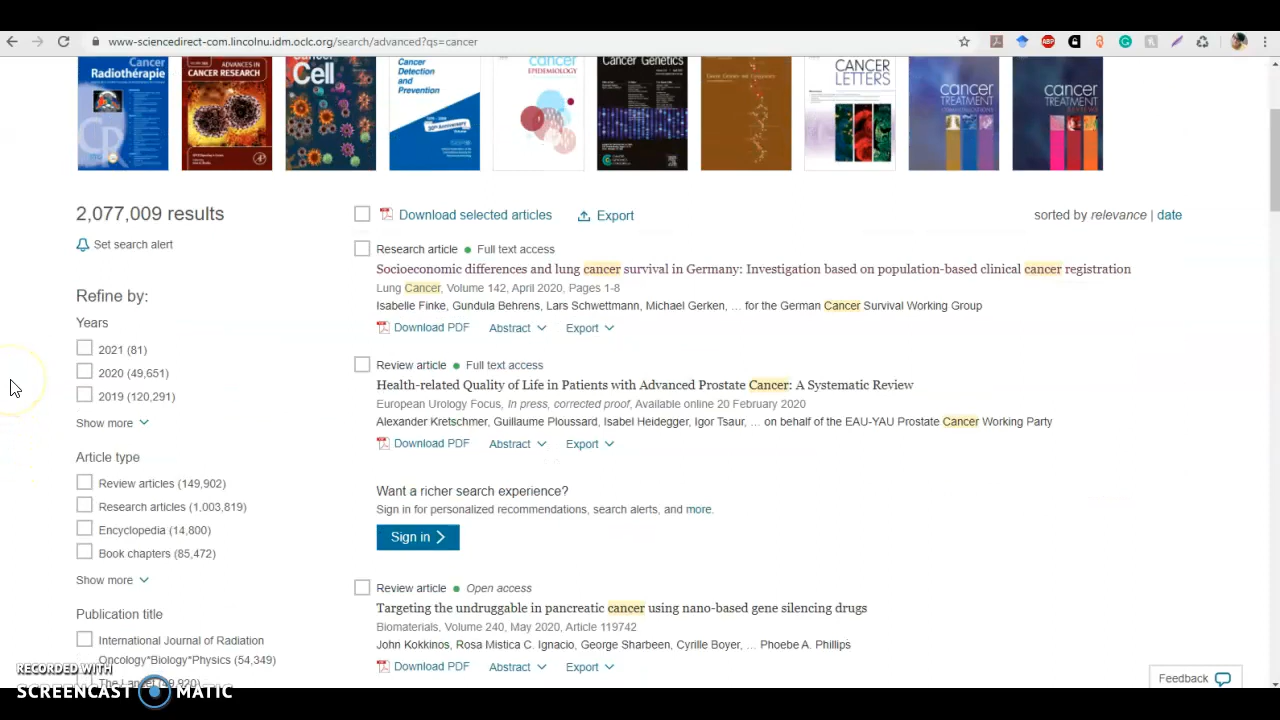 www-sciencedirect-com.lincolnu.idm.oclc.org/search/advanced?qs=cancer
Cancer
Radiothérapie
ADVANCES IN
CANCER RESEARCH
Cancer
Cell
Cancer
Detection
and
Prevention
cancer
EPIDEMIOLOGY
Cancer Genetics
CANCER
LETTERS
CANCER
TREATMENT
CANCER
TREATMENT
2,077,009 results
Set search alert
Download selected articles
Export
sorted by relevance | date
Research article Full text access
Socioeconomic differences and lung cancer survival in Germany: Investigation based on population-based clinical cancer registration
Lung Cancer, Volume 142, April 2020, Pages 1-8
Isabelle Finke, Gundula Behrens, Lars Schwettmann, Michael Gerken, ... for the German Cancer Survival Working Group
Download PDF Abstract Export
Refine by:
Years
2021 (81)
2020 (49,651)
2019 (120,291)
Show more
Review article Full text access
Health-related Quality of Life in Patients with Advanced Prostate Cancer: A Systematic Review
European Urology Focus, In press, corrected proof, Available online 20 February 2020
Alexander Kretschmer, Guillaume Ploussard, Isabel Heidegger, Igor Tsaur, ... on behalf of the EAU-YAU Prostate Cancer Working Party
Download PDF Abstract Export
Article type
Review articles (149,902)
Research articles (1,003,819)
Encyclopedia (14,800)
Book chapters (85,472)
Show more
Want a richer search experience?
Sign in for personalized recommendations, search alerts, and more.
Sign in
Review article Open access
Targeting the undruggable in pancreatic cancer using nano-based gene silencing drugs
Biomaterials, Volume 240, May 2020, Article 119742
John Kokkinos, Rosa Mistica C. Ignacio, George Sharbeen, Cyrille Boyer, ... Phoebe A. Phillips
Download PDF Abstract Export
Publication title
International Journal of Radiation
Oncology*Biology*Physics (54,349)
Feedback
RECORDED WITH
SCREENCAST MATIC